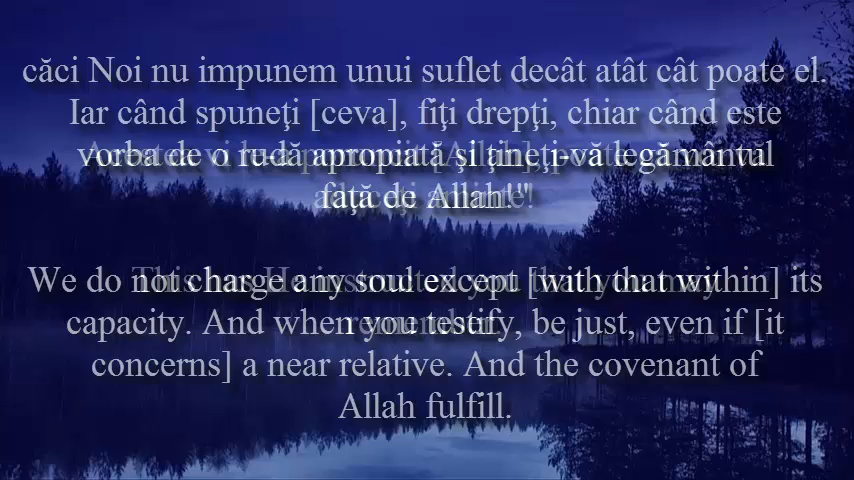 căci Noi nu impunem unui suflet decât atât cât poate el.
Iar când spuneţi [ceva], fiţi drepţi, chiar când este
vorba de o rudă apropiată şi ţineţi-vă legământul
faţă de Allah!"
We do not charge any soul except [with that within] its
capacity. And when you testify, be just, even if [it
concerns] a near relative. And the covenant of
Allah fulfill.